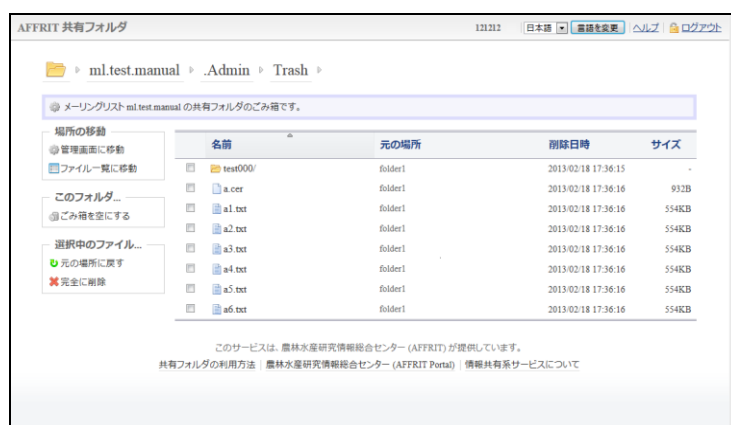 AFFRIT 共有フォルダ 121212 日本語 言語を変更 ヘルプ ログアウト
ml.test.manual .Admin Trash
メーリングリスト ml.test.manual の共有フォルダのごみ箱です。
場所の移動
管理画面に移動
ファイル一覧に移動
このフォルダ...
ごみ箱を空にする
選択中のファイル...
元の場所に戻す
完全に削除
名前 元の場所 削除日時 サイズ
test000/ folder1 2013/02/18 17:36:15 -
a.cer folder1 2013/02/18 17:36:16 932B
a1.txt folder1 2013/02/18 17:36:16 554KB
a2.txt folder1 2013/02/18 17:36:16 554KB
a3.txt folder1 2013/02/18 17:36:16 554KB
a4.txt folder1 2013/02/18 17:36:16 554KB
a5.txt folder1 2013/02/18 17:36:16 554KB
a6.txt folder1 2013/02/18 17:36:16 554KB
このサービスは、農林水産研究情報総合センター (AFFRIT) が提供しています。
共有フォルダの利用方法 | 農林水産研究情報総合センター (AFFRIT Portal) | 情報共有系サービスについて